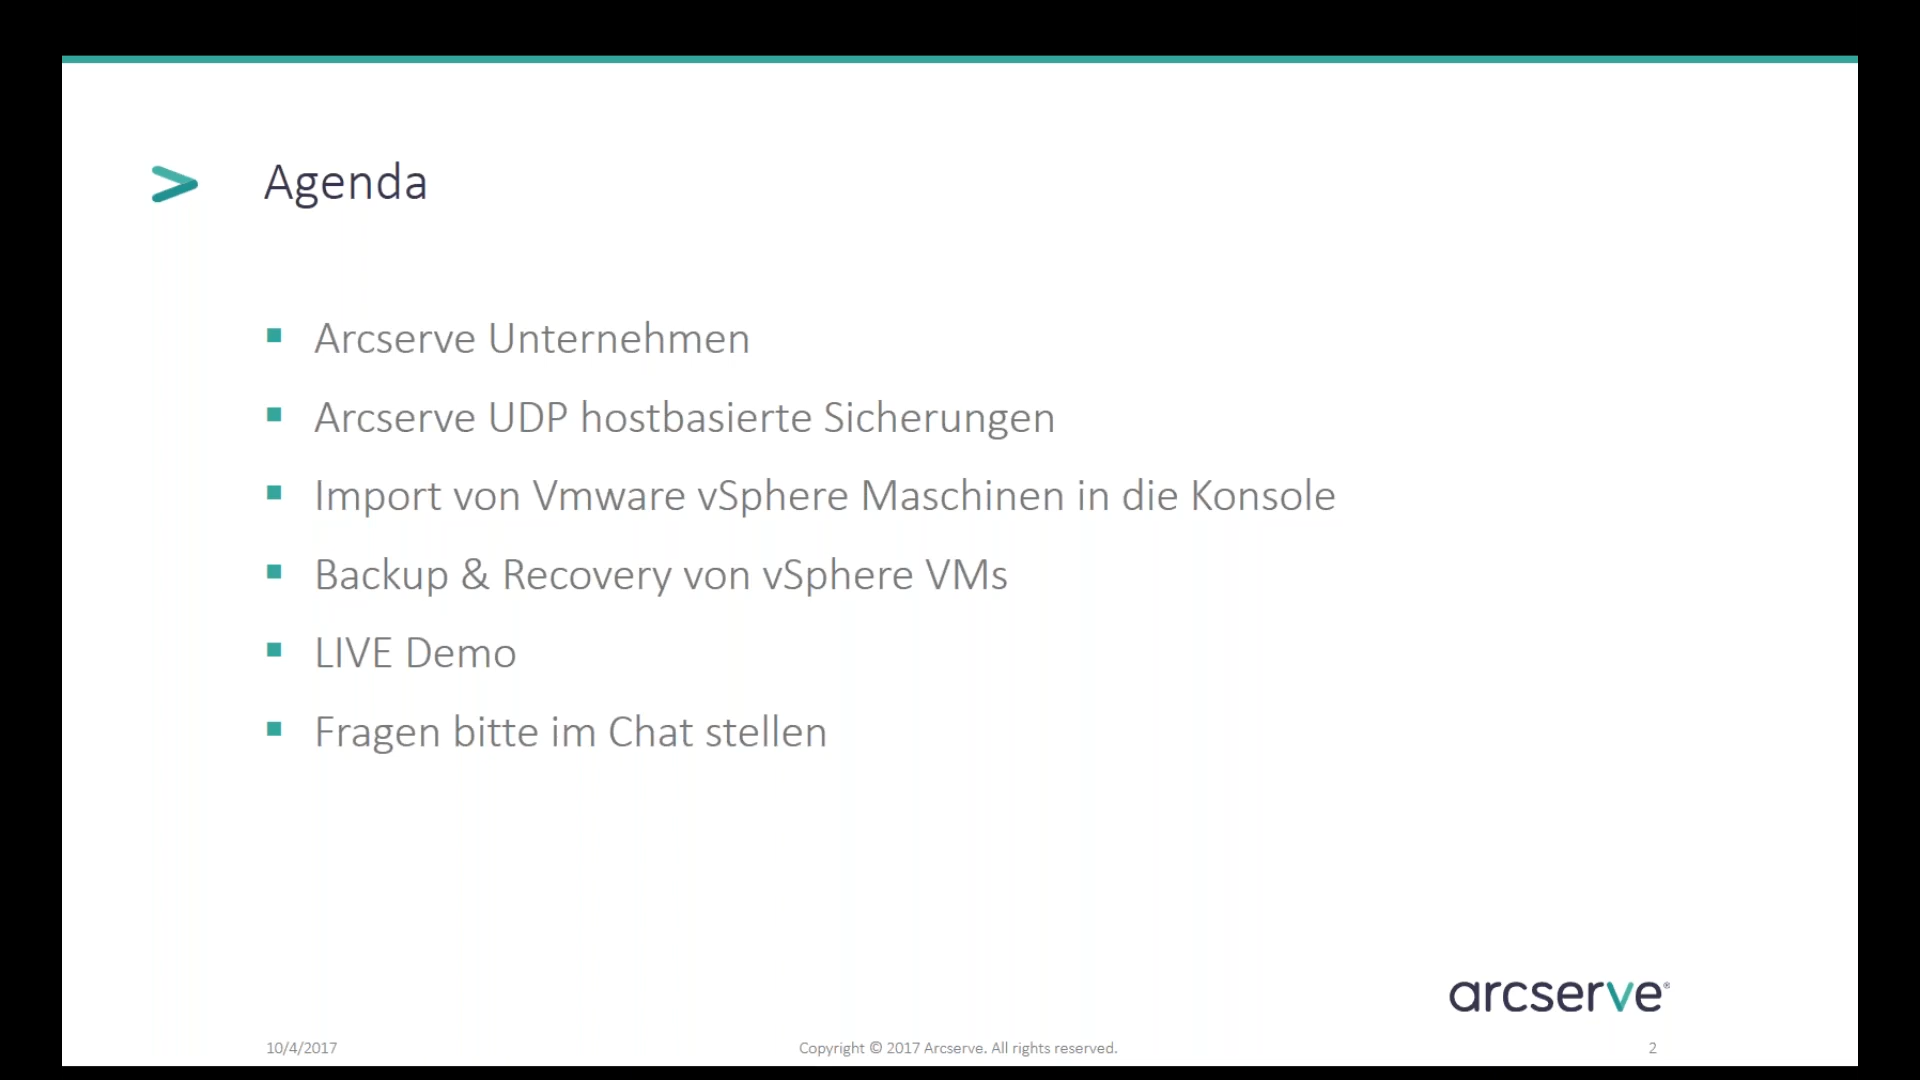 Agenda
Arcserve Unternehmen
Arcserve UDP hostbasierte Sicherungen
Import von Vmware vSphere Maschinen in die Konsole
Backup & Recovery von vSphere VMs
LIVE Demo
Fragen bitte im Chat stellen
arcserve®
10/4/2017
Copyright © 2017 Arcserve. All rights reserved.
2